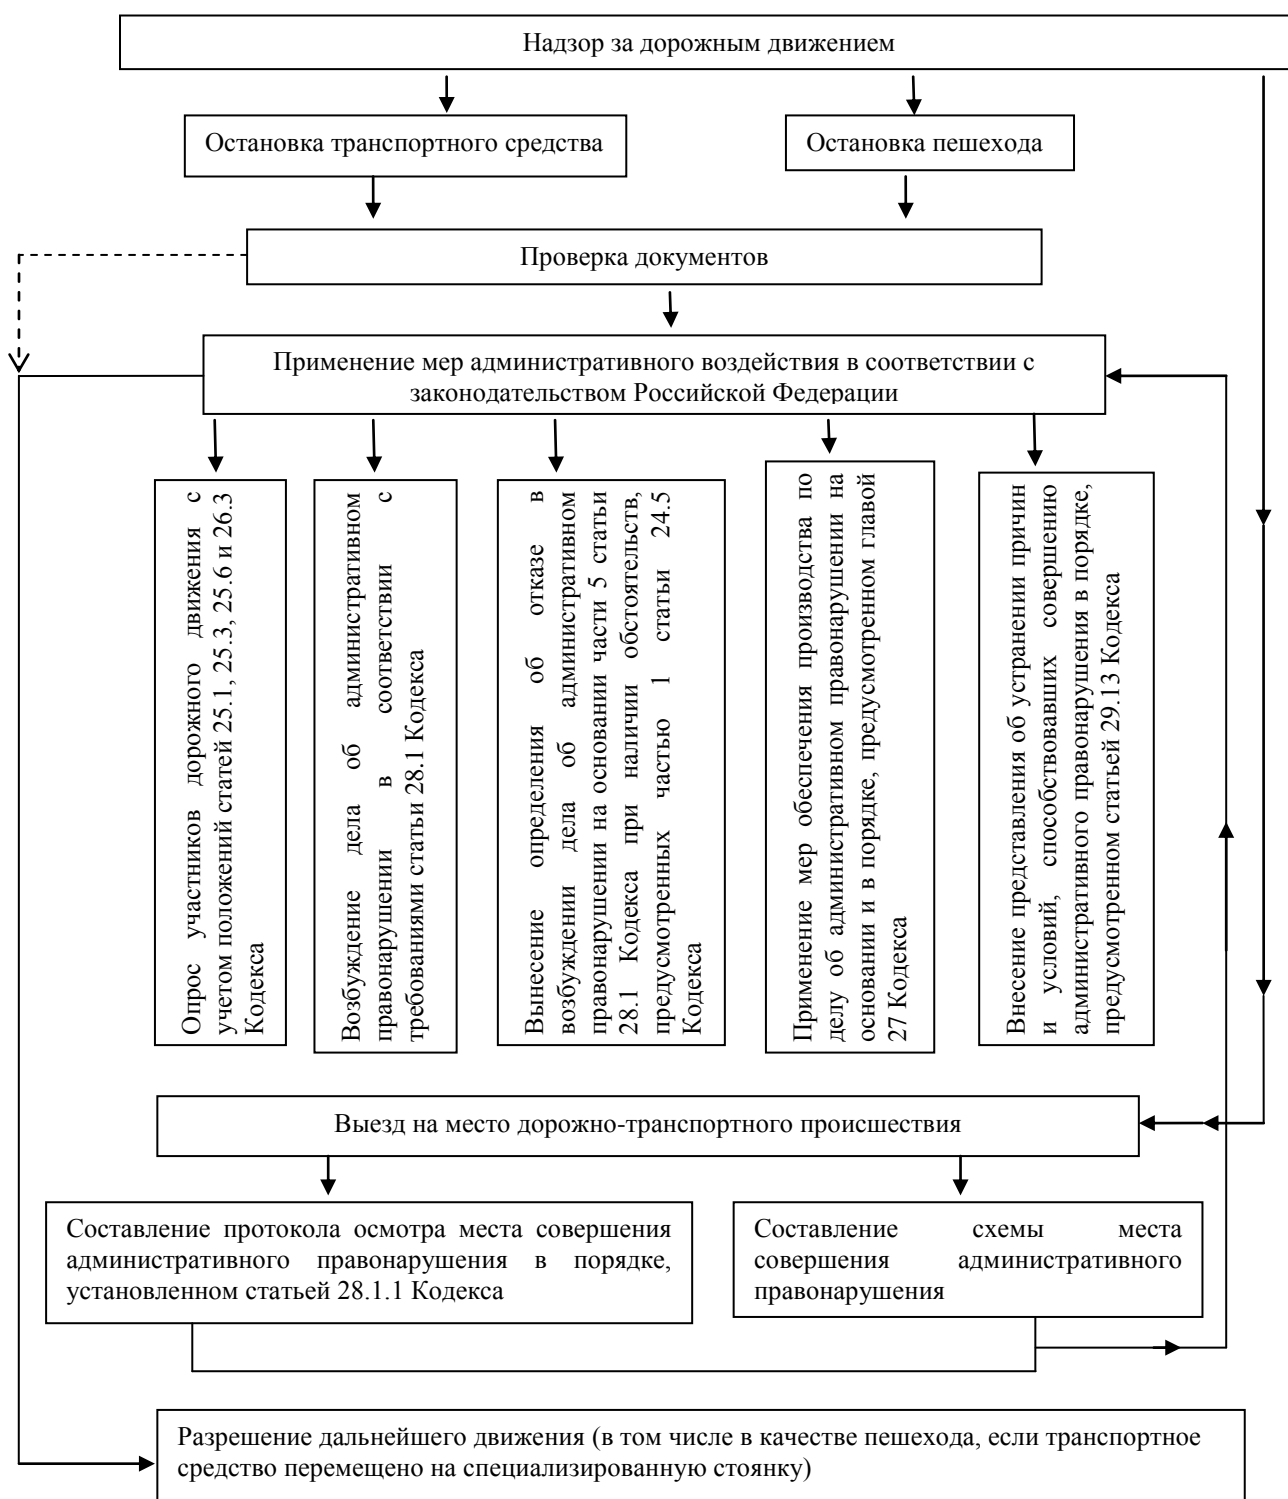 Надзор за дорожным движением
Остановка транспортного средства
Остановка пешехода
Проверка документов
Применение мер административного воздействия в соответствии с
законодательством Российской Федерации
Опрос участников дорожного движения с
учетом положений статей 25.1, 25.3, 25.6 и 26.3
Кодекса
Возбуждение дела об административном
правонарушении в соответствии с
требованиями статьи 28.1 Кодекса
Вынесение определения об отказе в
возбуждении дела об административном
правонарушении на основании части 5 статьи
28.1 Кодекса при наличии обстоятельств,
предусмотренных частью 1 статьи 24.5
Кодекса
Применение мер обеспечения производства по
делу об административном правонарушении на
основании и в порядке, предусмотренном главой
27 Кодекса
Внесение представления об устранении причин
и условий, способствовавших совершению
административного правонарушения в порядке,
предусмотренном статьей 29.13 Кодекса
Выезд на место дорожно-транспортного происшествия
Составление протокола осмотра места совершения
административного правонарушения в порядке,
установленном статьей 28.1.1 Кодекса
Составление схемы места
совершения административного
правонарушения
Разрешение дальнейшего движения (в том числе в качестве пешехода, если транспортное
средство перемещено на специализированную стоянку)